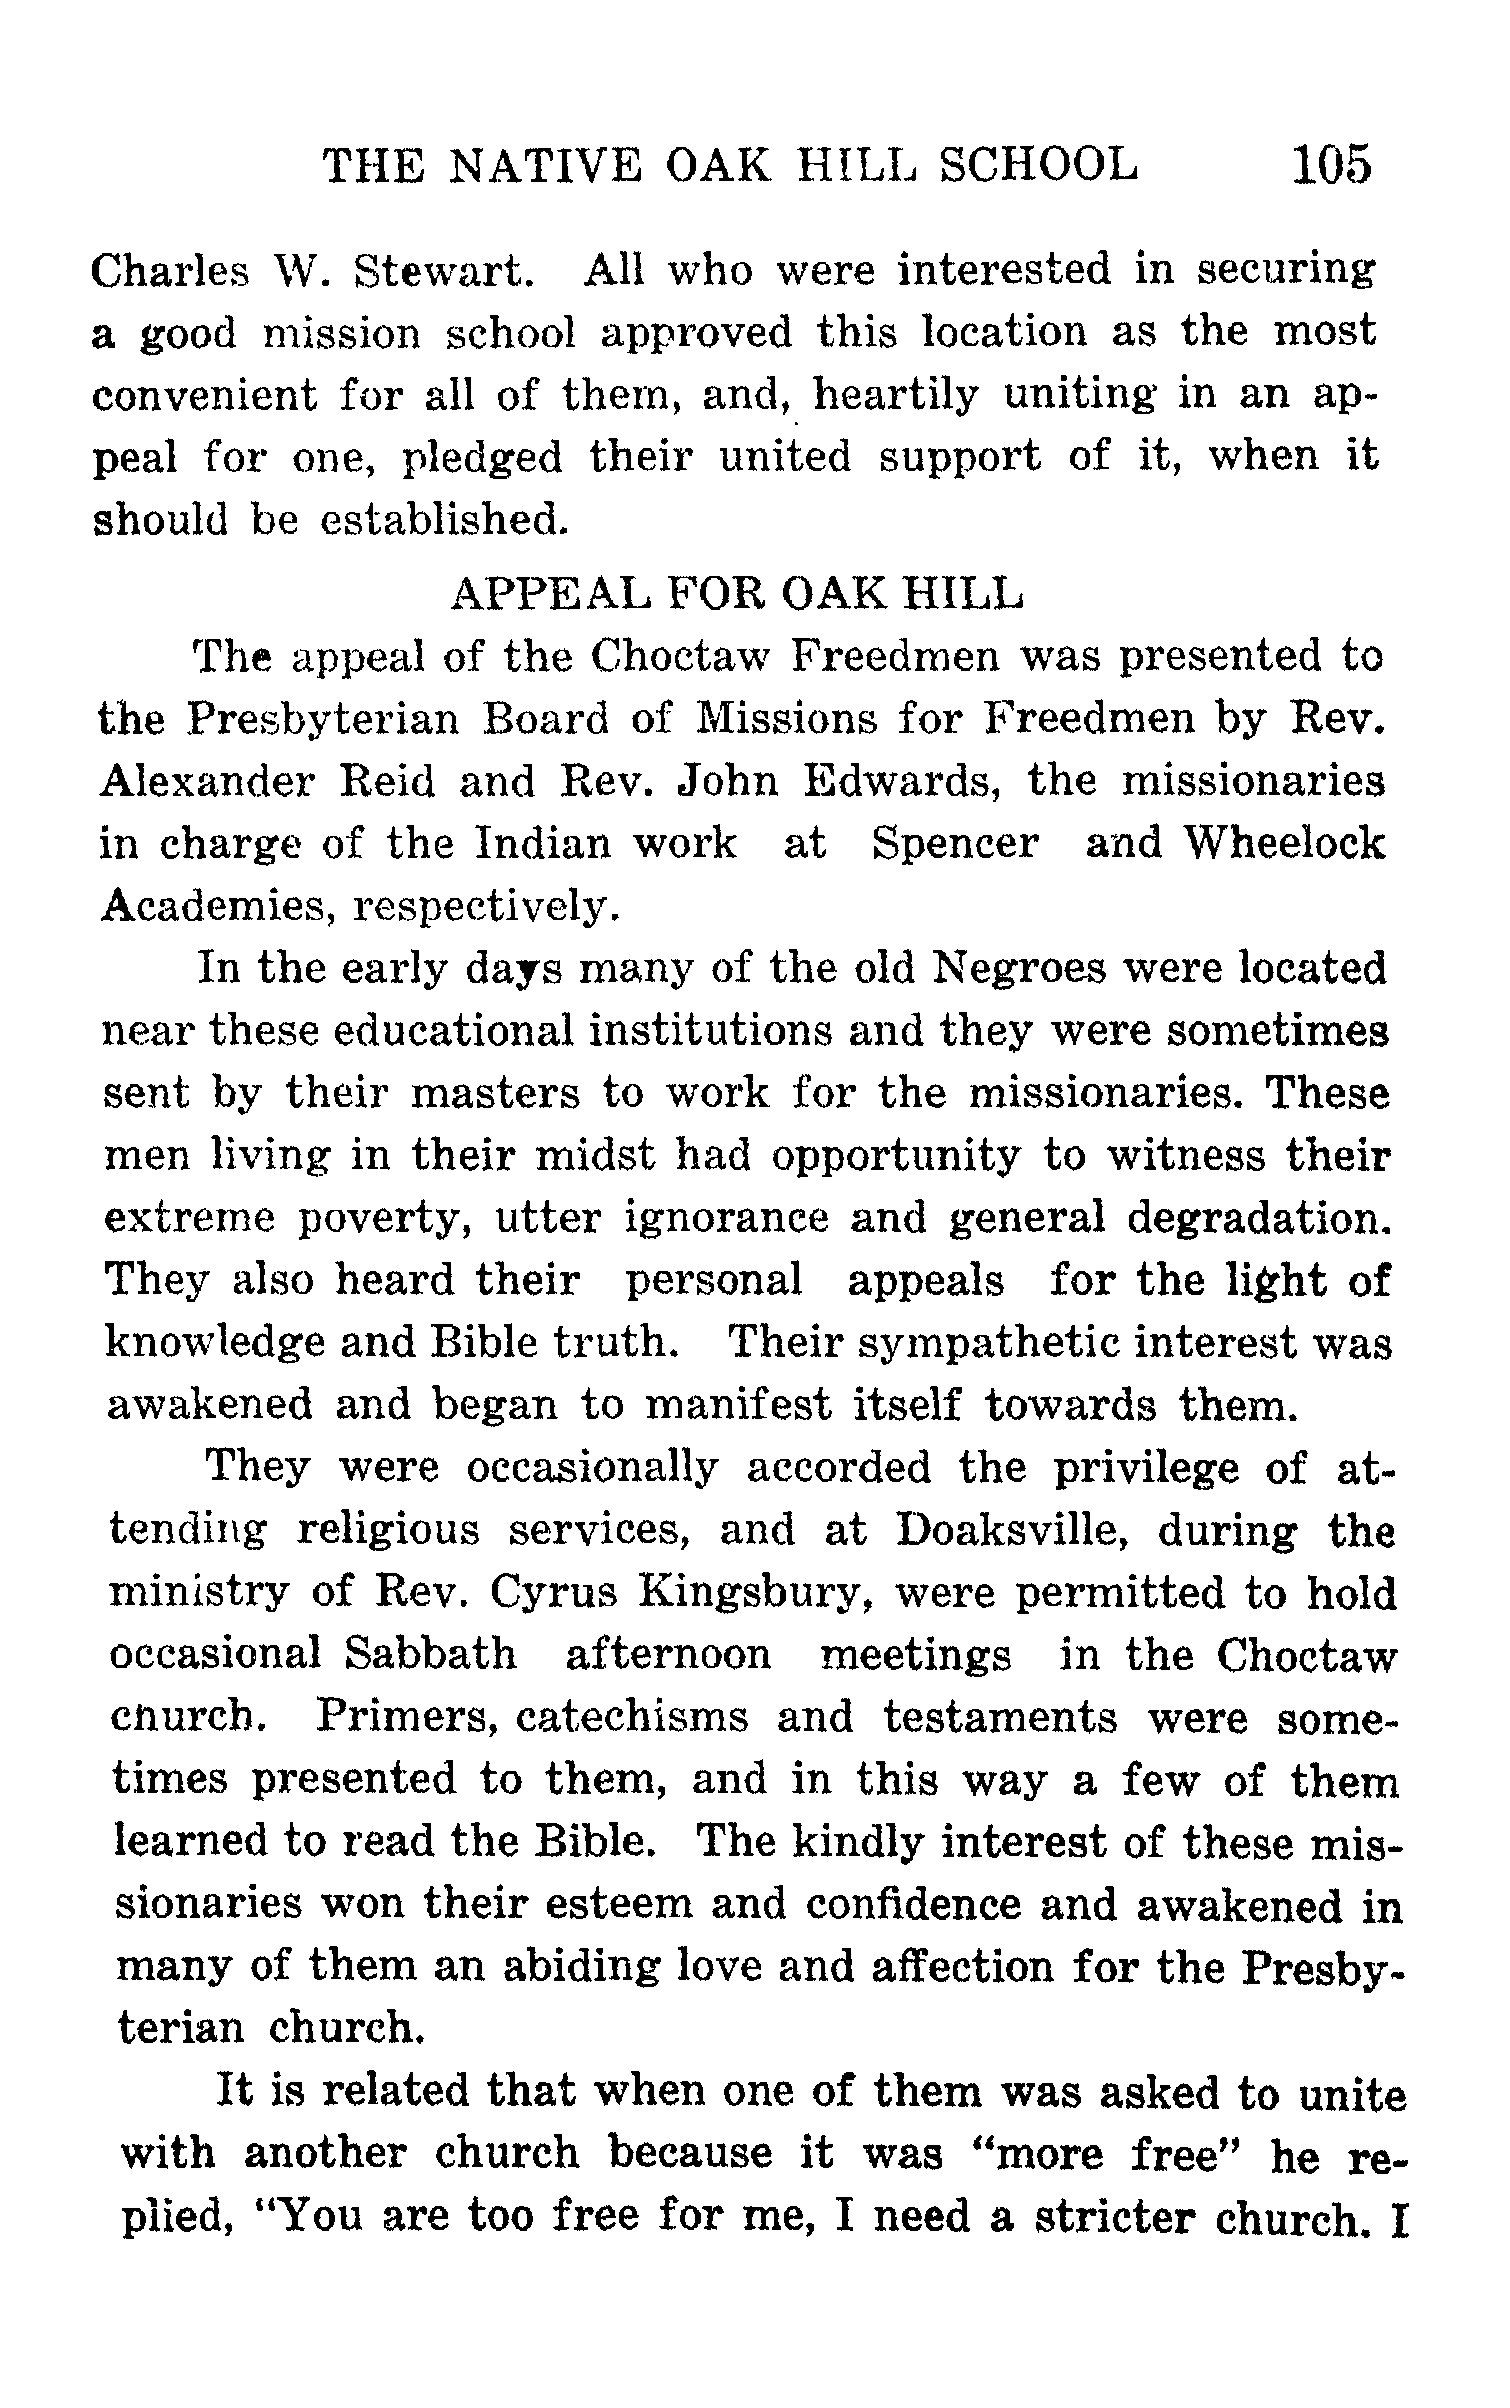 THE NATIVE OAK HILL SCHOOL 105
Charles W. Stewart. All who were interested in securing
a good mission school approved this location as the most
convenient for all of them, and, heartily uniting in an ap-
peal for one, pledged their united support of it, when it
should be established.
APPEAL FOR OAK HILL
The appeal of the Choctaw Freedmen was presented to
the Presbyterian Board of Missions for Freedmen by Rev.
Alexander Reid and Rev. John Edwards, the missionaries
in charge of the Indian work at Spencer and Wheelock
Academies, respectively.
In the early days many of the old Negroes were located
near these educational institutions and they were sometimes
sent by their masters to work for the missionaries. These
men living in their midst had opportunity to witness their
extreme poverty, utter ignorance and general degradation.
They also heard their personal appeals for the light of
knowledge and Bible truth. Their sympathetic interest was
awakened and began to manifest itself towards them.
They were occasionally accorded the privilege of at-
tending religious services, and at Doaksville, during the
ministry of Rev. Cyrus Kingsbury, were permitted to hold
occasional Sabbath afternoon meetings in the Choctaw
church. Primers, catechisms and testaments were some-
times presented to them, and in this way a few of them
learned to read the Bible. The kindly interest of these mis-
sionaries won their esteem and confidence and awakened in
many of them an abiding love and affection for the Presby-
terian church.
It is related that when one of them was asked to unite
with another church because it was “more free” he re-
plied, “You are too free for me, I need a stricter church. I